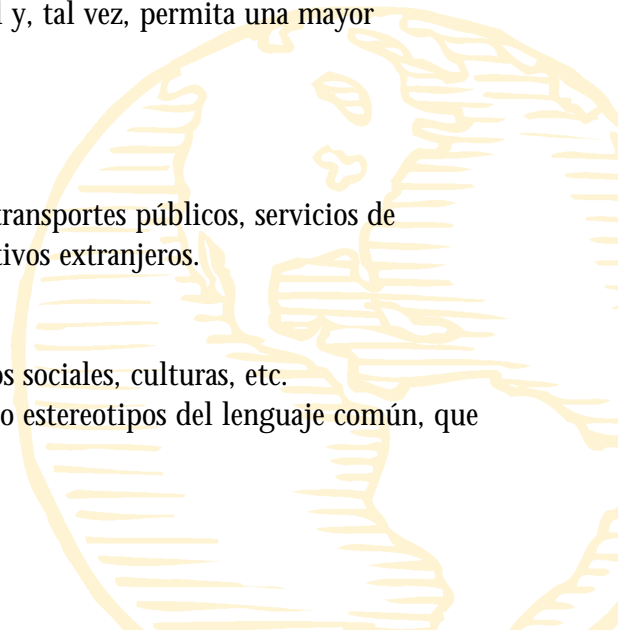 y, tal vez, permita una mayor
transportes públicos, servicios de
tivos extranjeros.
os sociales, culturas, etc.
o estereotipos del lenguaje común, que